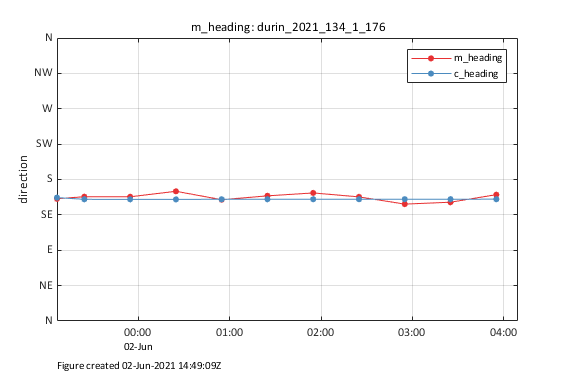 m_heading: durin_2021_134_1_176
m_heading
c_heading
direction
N
NW
W
SW
S
SE
E
NE
N
00:00 01:00 02:00 03:00 04:00
02-Jun
Figure created 02-Jun-2021 14:49:09Z